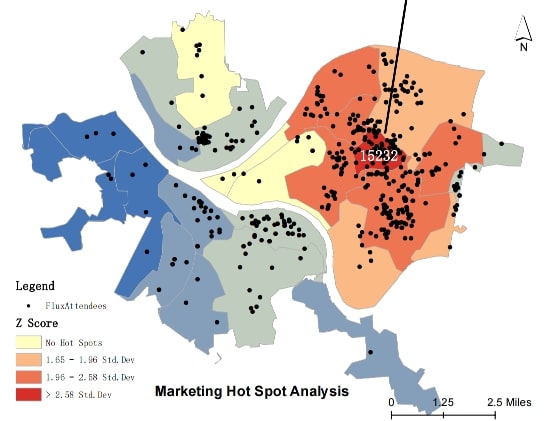 N
15232
Legend
FluxAttendees
Z Score
No Hot Spots
1.65 - 1.96 Std.Dev
1.96 - 2.58 Std.Dev
> 2.58 Std.Dev
Marketing Hot Spot Analysis
0 1.25 2.5 Miles